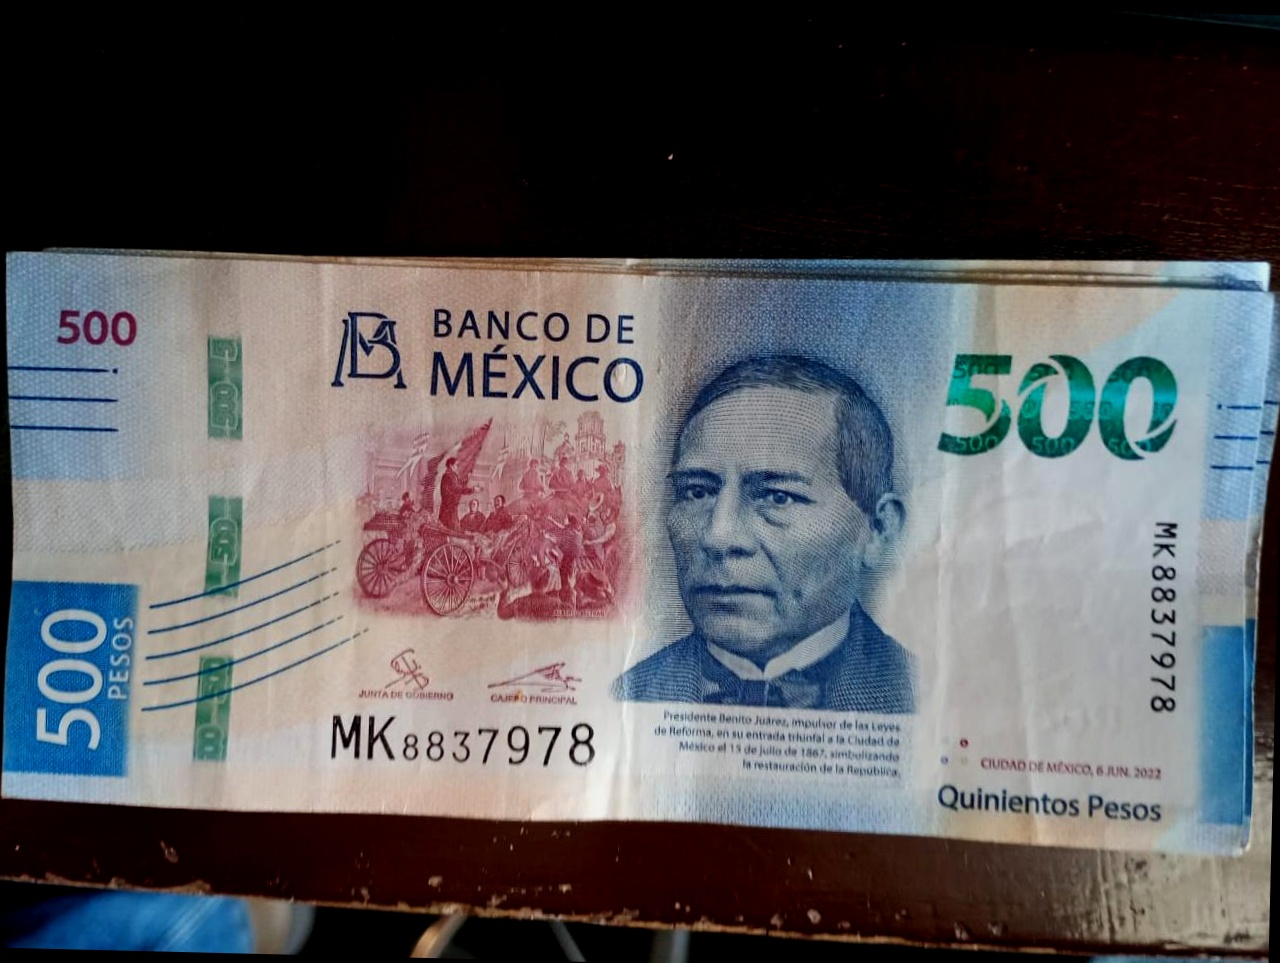 500
BANCO DE
MÉXICO
500
500
PESOS
JUNTA DE GOBIERNO
CAJERO PRINCIPAL
MK8837978
MK8837978
Presidente Benito Juárez, impulsor de las Leyes
de Reforma, en su entrada triunfal a la Ciudad de
México el 15 de julio de 1867, simbolizando
la restauración de la República.
CIUDAD DE MÉXICO, 6 JUN. 2022
Quinientos Pesos